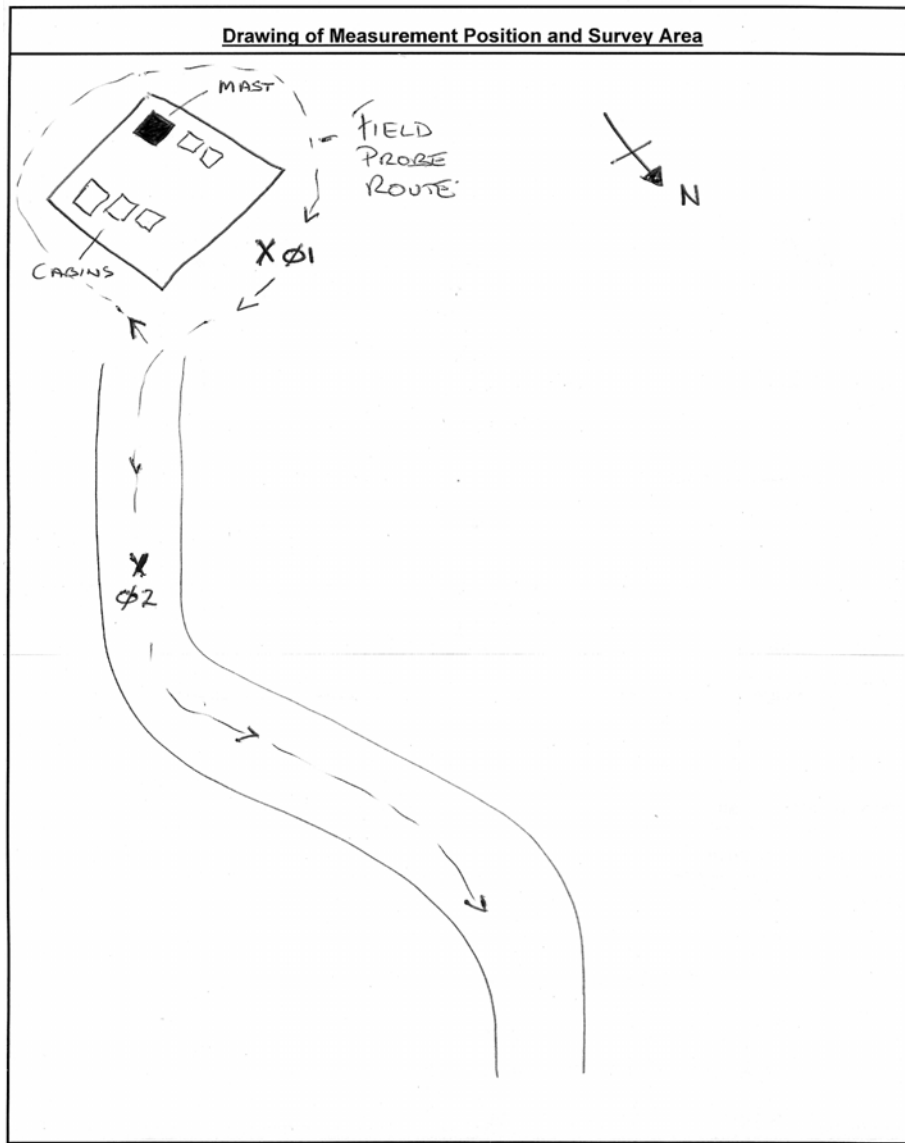 Drawing of Measurement Position and Survey Area
MAST
FIELD
PROBE
ROUTE
N
X Ø1
CABINS
X
Ø2